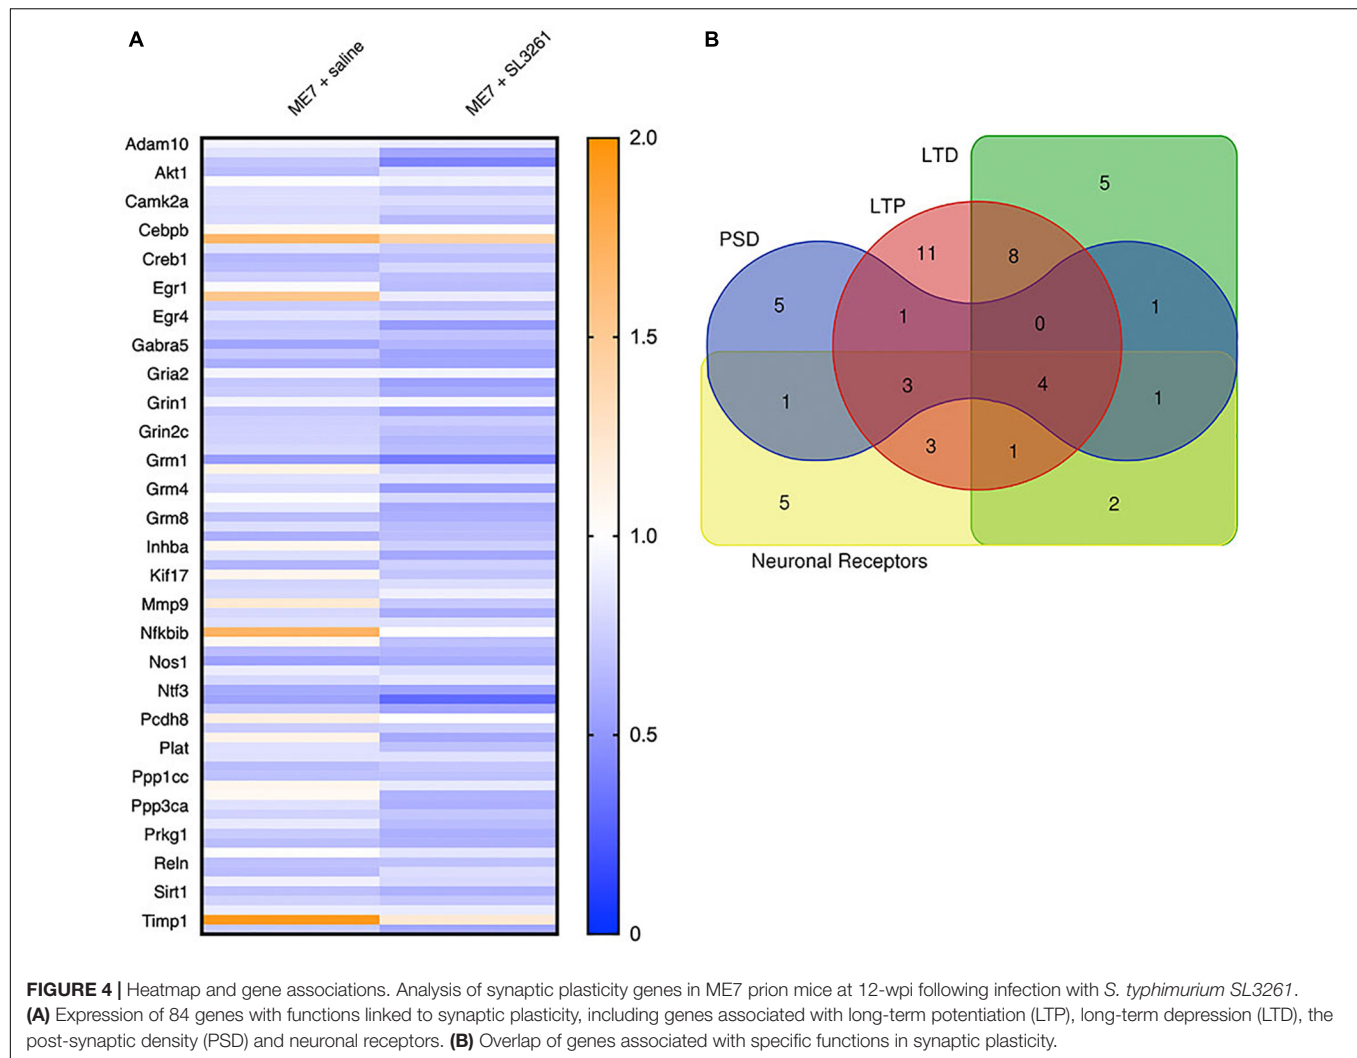 A
B
ME7 + saline
ME7 + SL3261
Adam10
Akt1
Camk2a
Cebpb
Creb1
Egr1
Egr4
Gabra5
Gria2
Grin1
Grin2c
Grm1
Grm4
Grm8
Inhba
Kif17
Mmp9
Nfkbib
Nos1
Ntf3
Pcdh8
Plat
Ppp1cc
Ppp3ca
Prkg1
Reln
Sirt1
Timp1
2.0
1.5
1.0
0.5
0
LTD
LTP
PSD
5
11
8
5
1
0
1
1
3
4
1
3
1
5
2
Neuronal Receptors
FIGURE 4 | Heatmap and gene associations. Analysis of synaptic plasticity genes in ME7 prion mice at 12-wpi following infection with S. typhimurium SL3261.
(A) Expression of 84 genes with functions linked to synaptic plasticity, including genes associated with long-term potentiation (LTP), long-term depression (LTD), the
post-synaptic density (PSD) and neuronal receptors. (B) Overlap of genes associated with specific functions in synaptic plasticity.